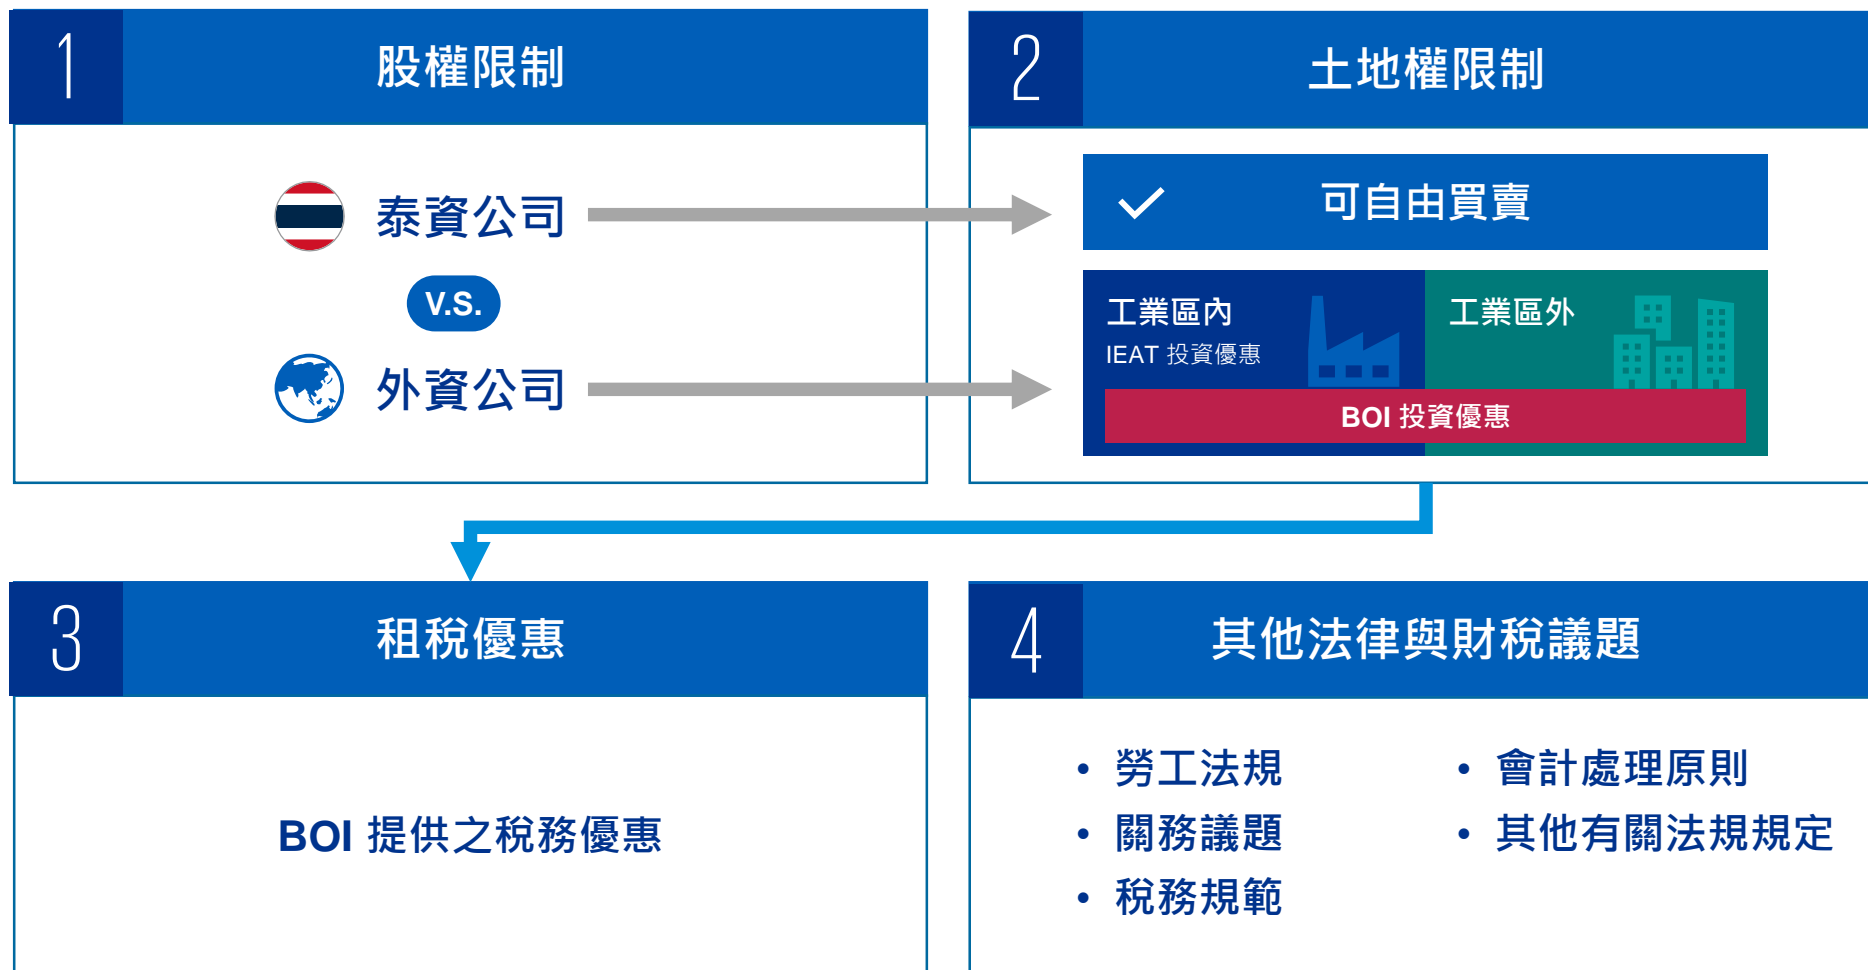 1
股權限制
泰資公司
V.S.
外資公司
2
土地權限制
可自由買賣
工業區內
IEAT 投資優惠
工業區外
BOI 投資優惠
3
租稅優惠
BOI 提供之稅務優惠
4
其他法律與財稅議題
• 勞工法規
• 關務議題
• 稅務規範
• 會計處理原則
• 其他有關法規規定